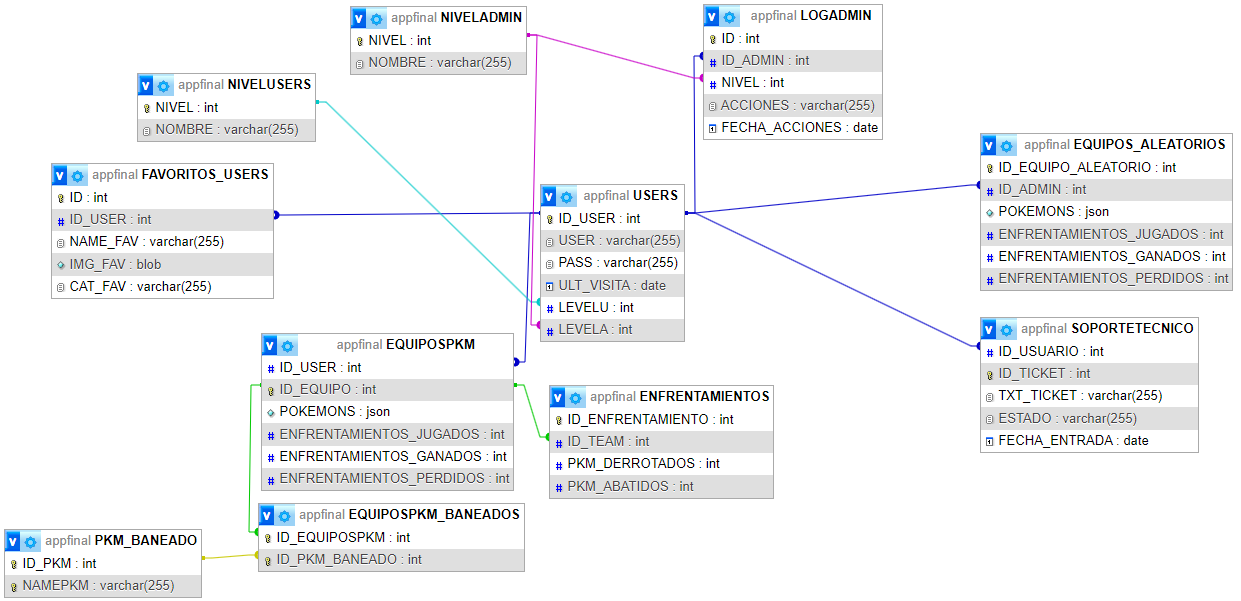 appfinal NIVELADMIN
NIVEL : int
NOMBRE : varchar(255)
appfinal LOGADMIN
ID : int
ID_ADMIN : int
NIVEL : int
ACCIONES : varchar(255)
FECHA_ACCIONES : date
appfinal NIVELUSERS
NIVEL : int
NOMBRE : varchar(255)
appfinal EQUIPOS_ALEATORIOS
ID_EQUIPO_ALEATORIO : int
ID_ADMIN : int
POKEMONS : json
ENFRENTAMIENTOS_JUGADOS : int
ENFRENTAMIENTOS_GANADOS : int
ENFRENTAMIENTOS_PERDIDOS : int
appfinal FAVORITOS_USERS
ID : int
ID_USER : int
NAME_FAV : varchar(255)
IMG_FAV : blob
CAT_FAV : varchar(255)
appfinal USERS
ID_USER : int
USER : varchar(255)
PASS : varchar(255)
ULT_VISITA : date
LEVELU : int
LEVELA : int
appfinal SOPORTETECNICO
ID_USUARIO : int
ID_TICKET : int
TXT_TICKET : varchar(255)
ESTADO : varchar(255)
FECHA_ENTRADA : date
appfinal EQUIPOSPKM
ID_USER : int
ID_EQUIPO : int
POKEMONS : json
ENFRENTAMIENTOS_JUGADOS : int
ENFRENTAMIENTOS_GANADOS : int
ENFRENTAMIENTOS_PERDIDOS : int
appfinal ENFRENTAMIENTOS
ID_ENFRENTAMIENTO : int
ID_TEAM : int
PKM_DERROTADOS : int
PKM_ABATIDOS : int
appfinal EQUIPOSPKM_BANEADOS
ID_EQUIPOSPKM : int
ID_PKM_BANEADO : int
appfinal PKM_BANEADO
ID_PKM : int
NAMEPKM : varchar(255)